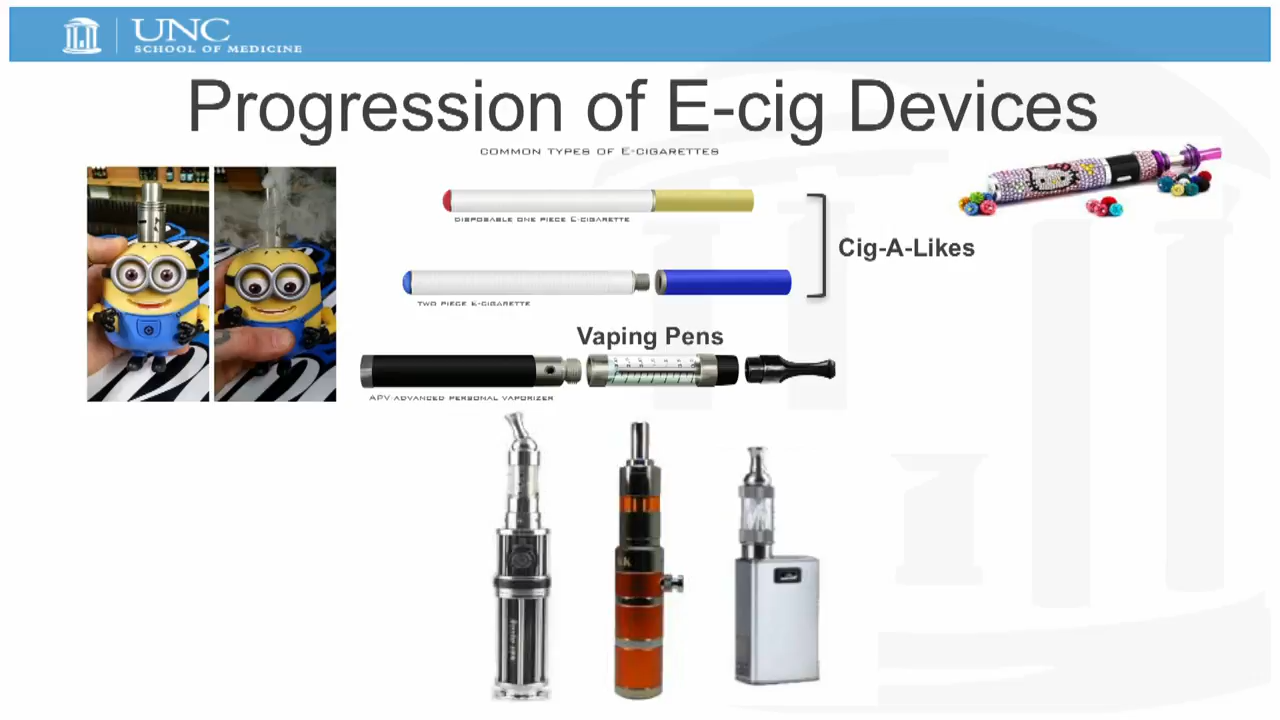 UNC
SCHOOL OF MEDICINE
Progression of E-cig Devices
COMMON TYPES OF E-CIGARETTES
DISPOSABLE ONE PIECE E-CIGARETTE
Cig-A-Likes
TWO PIECE E-CIGARETTE
Vaping Pens
APV ADVANCED PERSONAL VAPORIZER